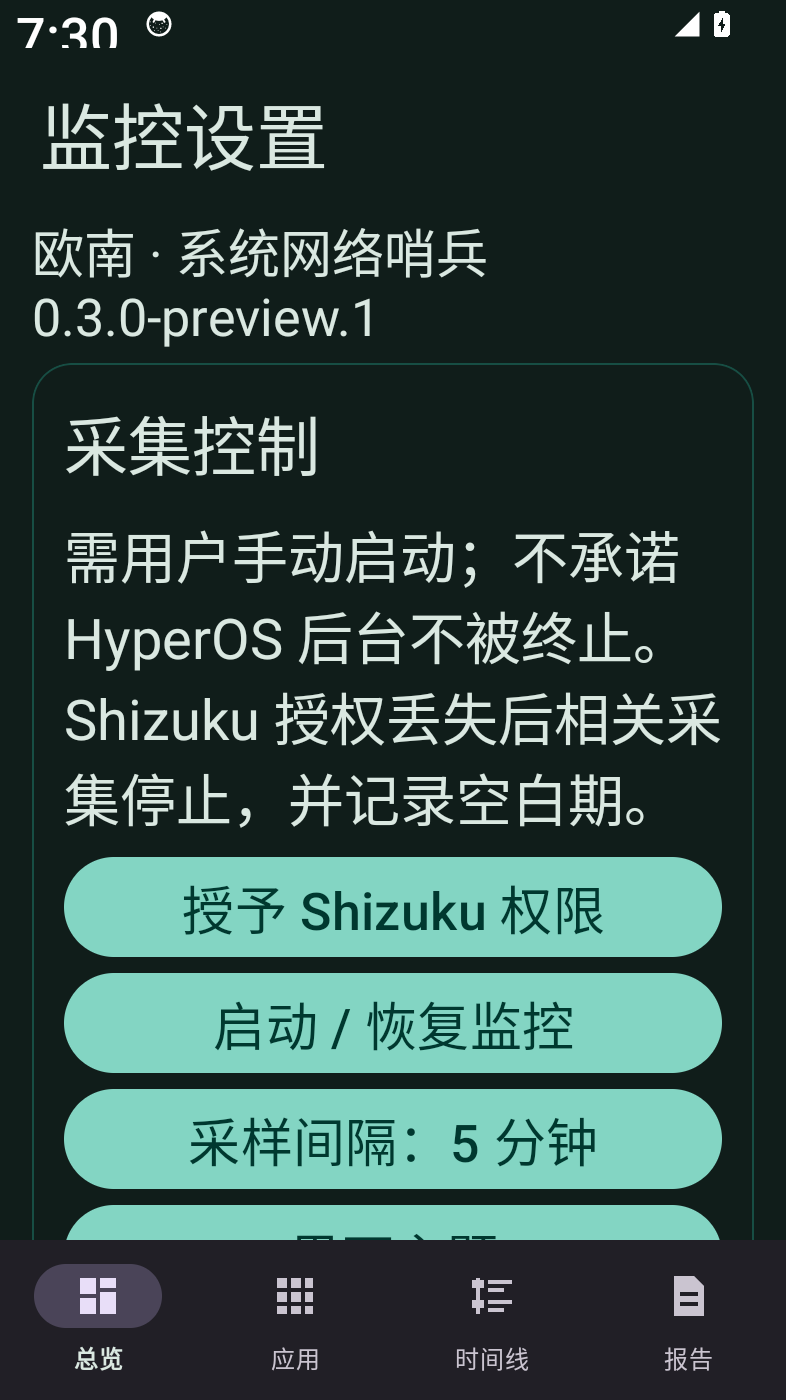 7:30
监控设置
欧南 · 系统网络哨兵
0.3.0-preview.1
采集控制
需用户手动启动；不承诺
HyperOS 后台不被终止。
Shizuku 授权丢失后相关采
集停止，并记录空白期。
授予 Shizuku 权限
启动 / 恢复监控
采样间隔：5 分钟
总览
应用
时间线
报告